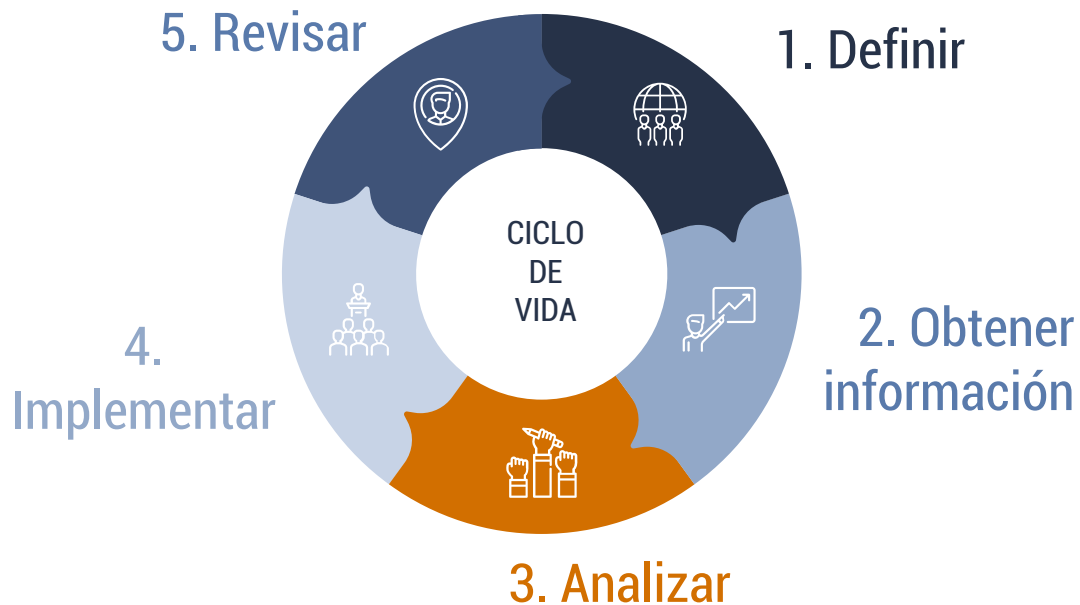 5. Revisar
1. Definir
CICLO
DE
VIDA
2. Obtener
información
4.
Implementar
3. Analizar